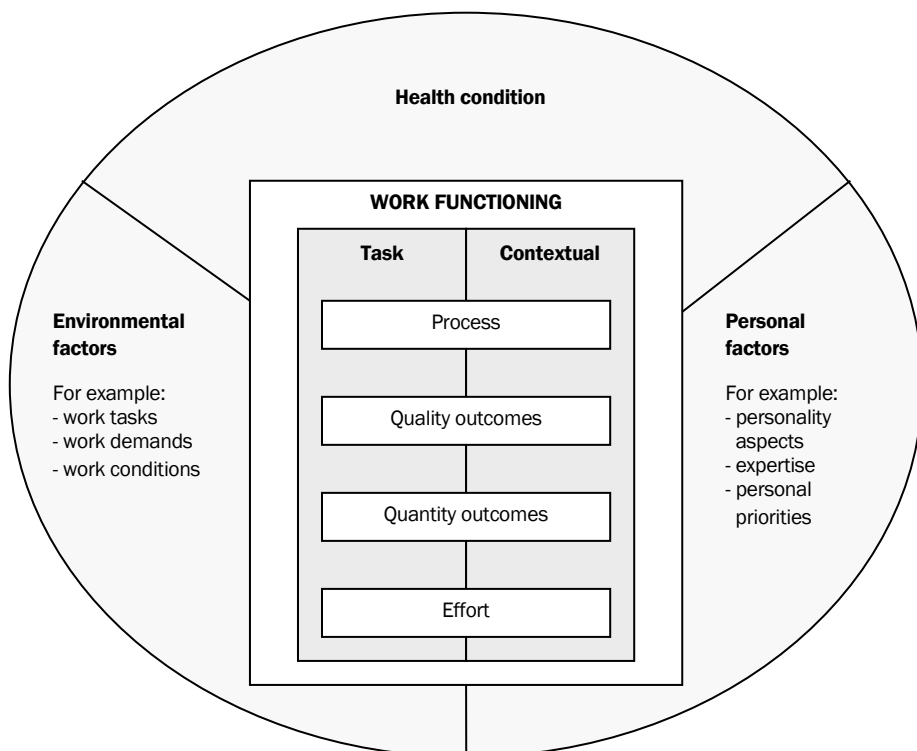 Health condition
WORK FUNCTIONING
Task
Contextual
Process
Quality outcomes
Quantity outcomes
Effort
Environmental
factors
For example:
- work tasks
- work demands
- work conditions
Personal
factors
For example:
- personality
aspects
- expertise
- personal
priorities